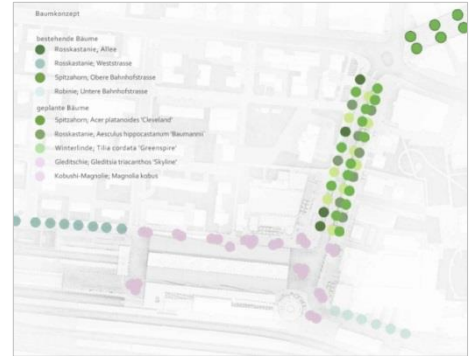 Baumkonzept
bestehende Bäume
Rosskastanie, Allee
Rosskastanie, Weststrasse
Spitzahorn; Obere Bahnhofstrasse
Robinie; Untere Bahnhofstrasse
geplante Bäume
Spitzahorn; Acer platanoides 'Cleveland'
Rosskastanie, Aesculus hippocastanum 'Baumannii'
Winterlinde; Tilia cordata 'Greenspire'
Gleditschie; Gleditsia triacanthos 'Skyline'
Kobushi-Magnolie; Magnolia kobus